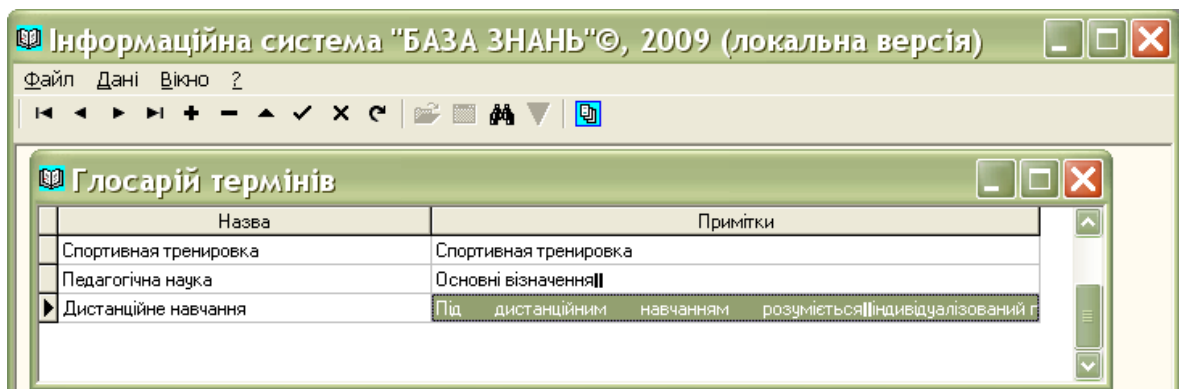 Інформаційна система "БАЗА ЗНАНЬ"©, 2009 (локальна версія)
Файл Дані Вікно ?
Глосарій термінів
Назва Примітки
Спортивная тренировка Спортивная тренировка
Педагогічна наука Основні візначення
Дистанційне навчання Під дистанційним навчанням розуміється індивідуалізований г